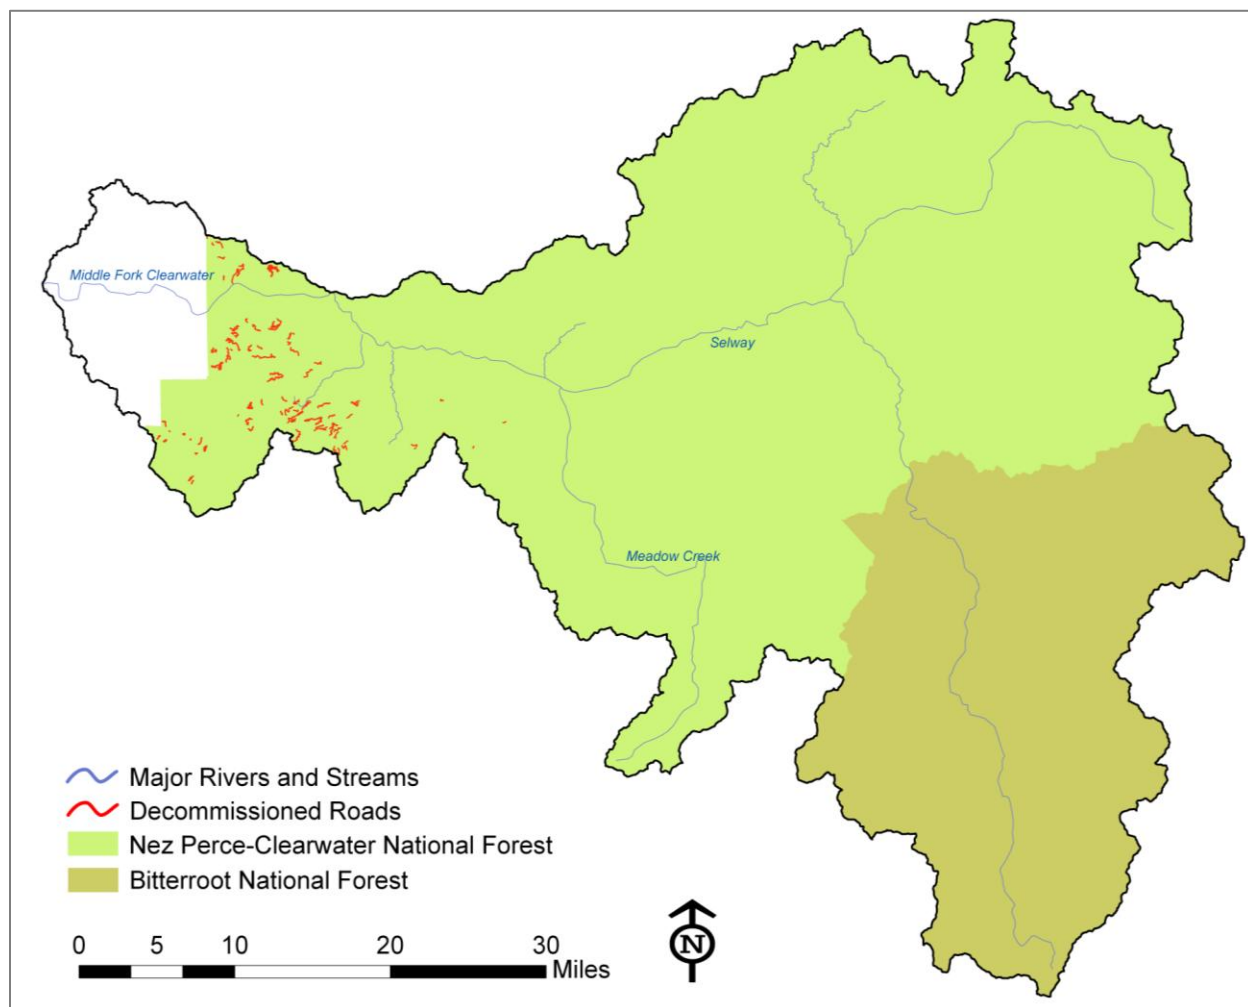 Middle Fork Clearwater
Selway
Meadow Creek
Major Rivers and Streams
Decommissioned Roads
Nez Perce-Clearwater National Forest
Bitterroot National Forest
0 5 10 20 30
Miles
N